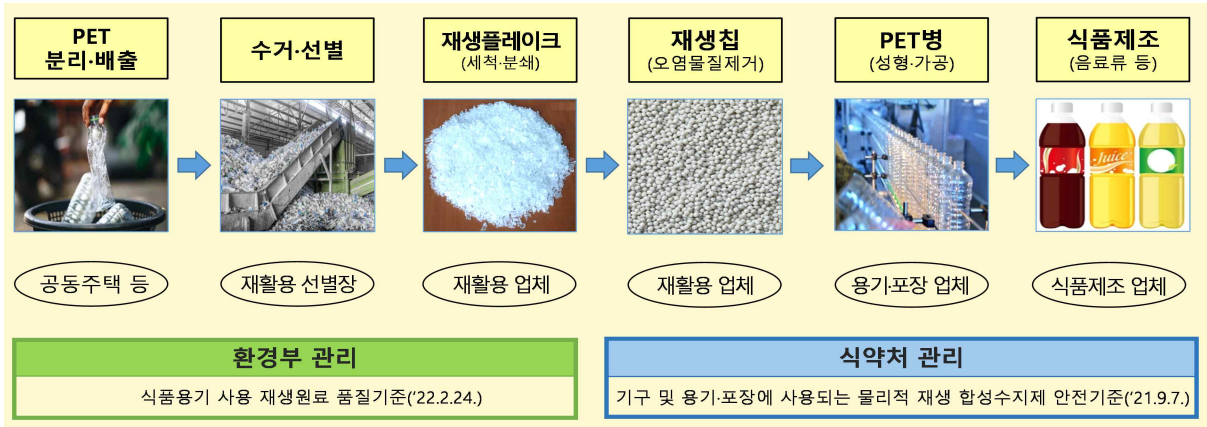 PET
분리·배출
수거·선별
재생플레이크
(세척·분쇄)
재생칩
(오염물질제거)
PET병
(성형·가공)
식품제조
(음료류 등)
Juice
공동주택 등
재활용 선별장
재활용 업체
재활용 업체
용기·포장 업체
식품제조 업체
환경부 관리
식품용기 사용 재생원료 품질기준(‘22.2.24.)
식약처 관리
기구 및 용기·포장에 사용되는 물리적 재생 합성수지제 안전기준(‘21.9.7.)